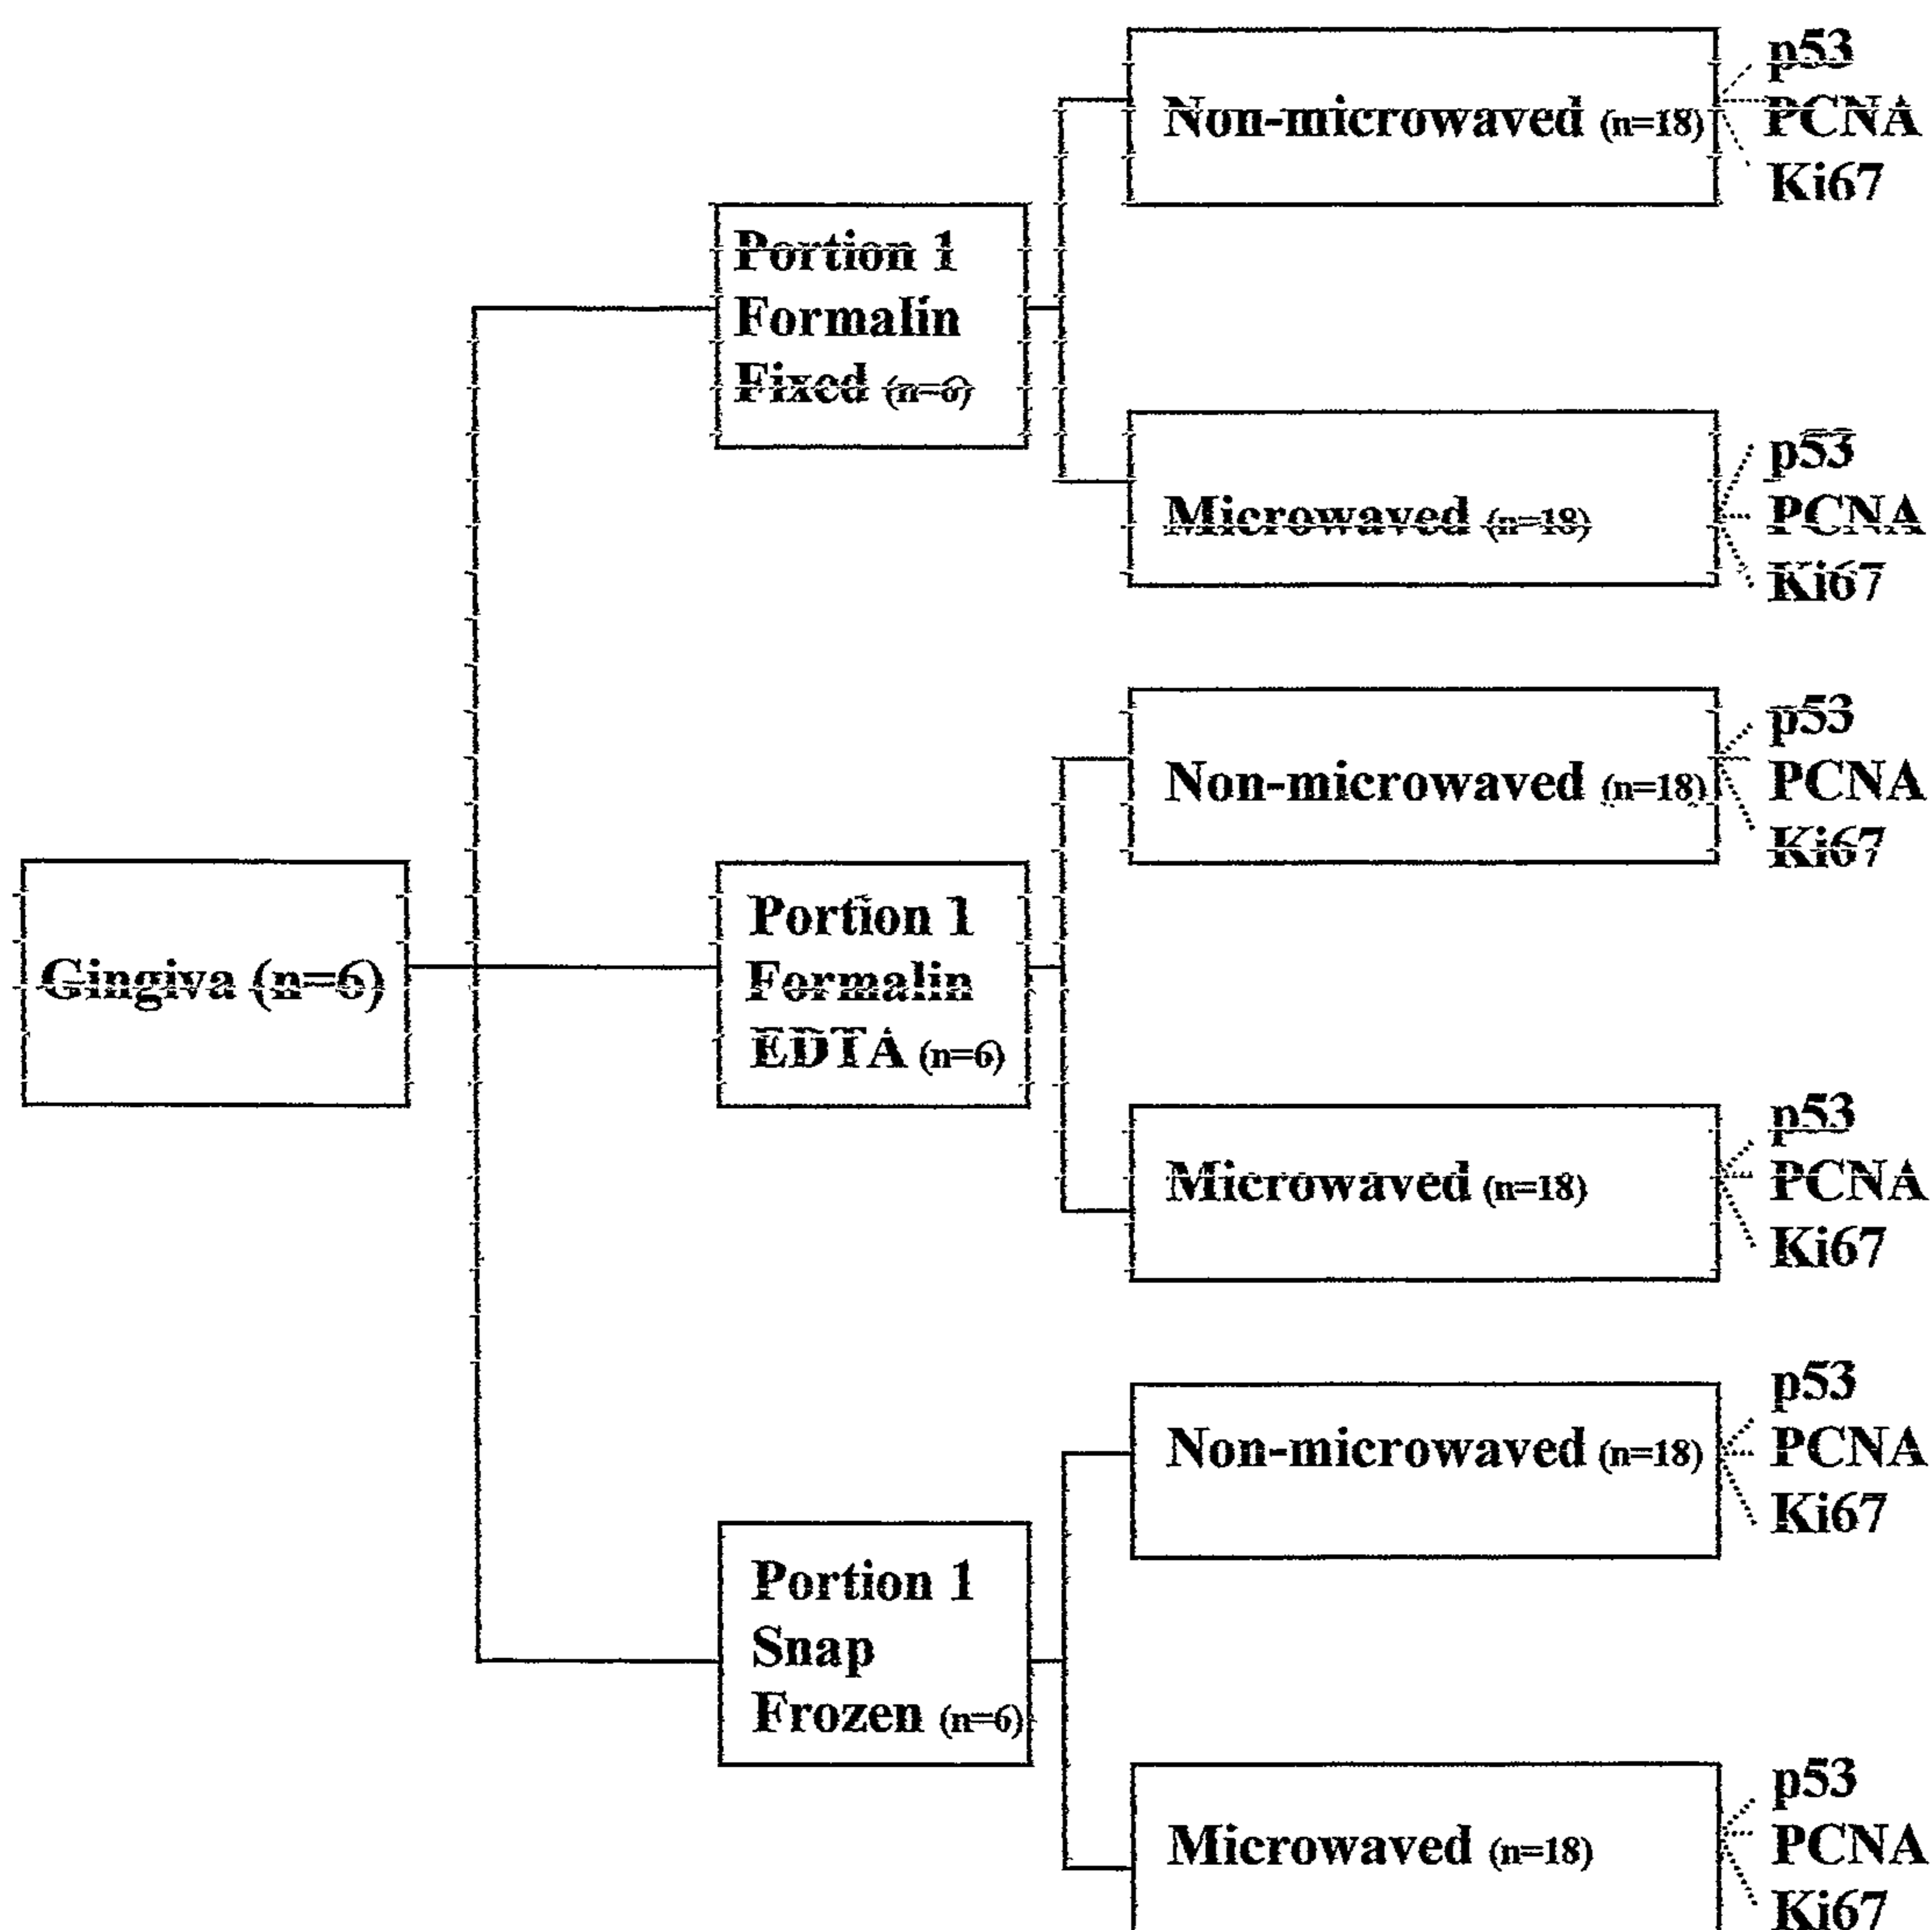 Gingiva (n=6)
Portion 1
Formalin
Fixed (n=6)
Non-microwaved (n=18)
p53
PCNA
Ki67
Microwaved (n=18)
p53
PCNA
Ki67
Portion 1
Formalin
EDTA (n=6)
Non-microwaved (n=18)
p53
PCNA
Ki67
Microwaved (n=18)
p53
PCNA
Ki67
Portion 1
Snap
Frozen (n=6)
Non-microwaved (n=18)
p53
PCNA
Ki67
Microwaved (n=18)
p53
PCNA
Ki67